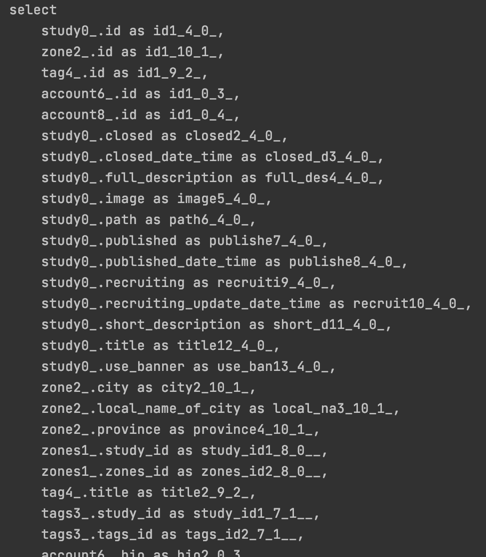 select
study0_.id as id1_4_0_,
zone2_.id as id1_10_1_,
tag4_.id as id1_9_2_,
account6_.id as id1_0_3_,
account8_.id as id1_0_4_,
study0_.closed as closed2_4_0_,
study0_.closed_date_time as closed_d3_4_0_,
study0_.full_description as full_des4_4_0_,
study0_.image as image5_4_0_,
study0_.path as path6_4_0_,
study0_.published as publishe7_4_0_,
study0_.published_date_time as publishe8_4_0_,
study0_.recruiting as recruiti9_4_0_,
study0_.recruiting_update_date_time as recruit10_4_0_,
study0_.short_description as short_d11_4_0_,
study0_.title as title12_4_0_,
study0_.use_banner as use_ban13_4_0_,
zone2_.city as city2_10_1_,
zone2_.local_name_of_city as local_na3_10_1_,
zone2_.province as province4_10_1_,
zones1_.study_id as study_id1_8_0__,
zones1_.zones_id as zones_id2_8_0__,
tag4_.title as title2_9_2_,
tags3_.study_id as study_id1_7_1__,
tags3_.tags_id as tags_id2_7_1__,
account6_.bio as bio2_0_3_